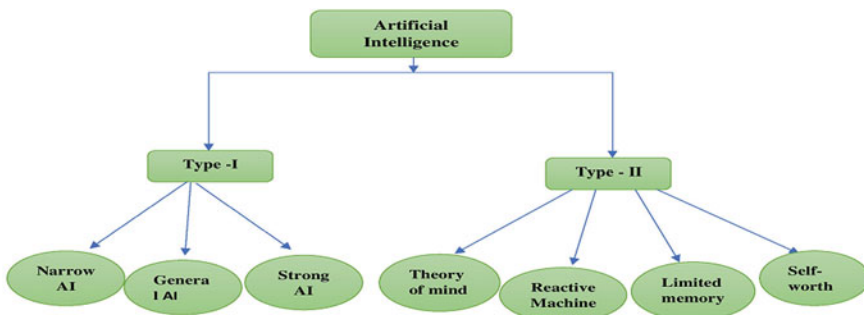 Artificial
Intelligence
Type -I
Type - II
Narrow
AI
Genera
l AI
Strong
AI
Theory
of mind
Reactive
Machine
Limited
memory
Self-
worth